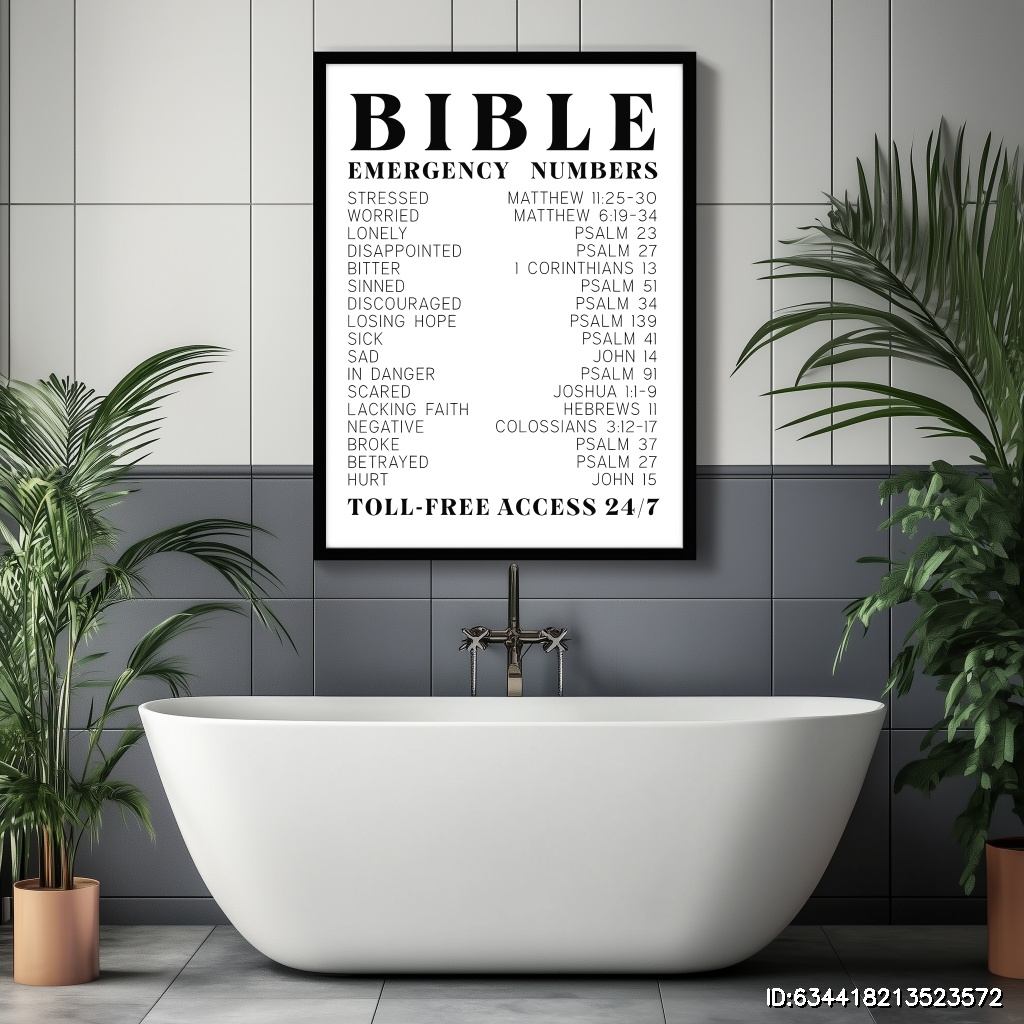 BIBLE
EMERGENCY NUMBERS
STRESSED MATTHEW 11:25-30
WORRIED MATTHEW 6:19-34
LONELY PSALM 23
DISAPPOINTED PSALM 27
BITTER 1 CORINTHIANS 13
SINNED PSALM 51
DISCOURAGED PSALM 34
LOSING HOPE PSALM 139
SICK PSALM 41
SAD JOHN 14
IN DANGER PSALM 91
SCARED JOSHUA 1:1-9
LACKING FAITH HEBREWS 11
NEGATIVE COLOSSIANS 3:12-17
BROKE PSALM 37
BETRAYED PSALM 27
HURT JOHN 15
TOLL-FREE ACCESS 24/7
ID:634418213523572